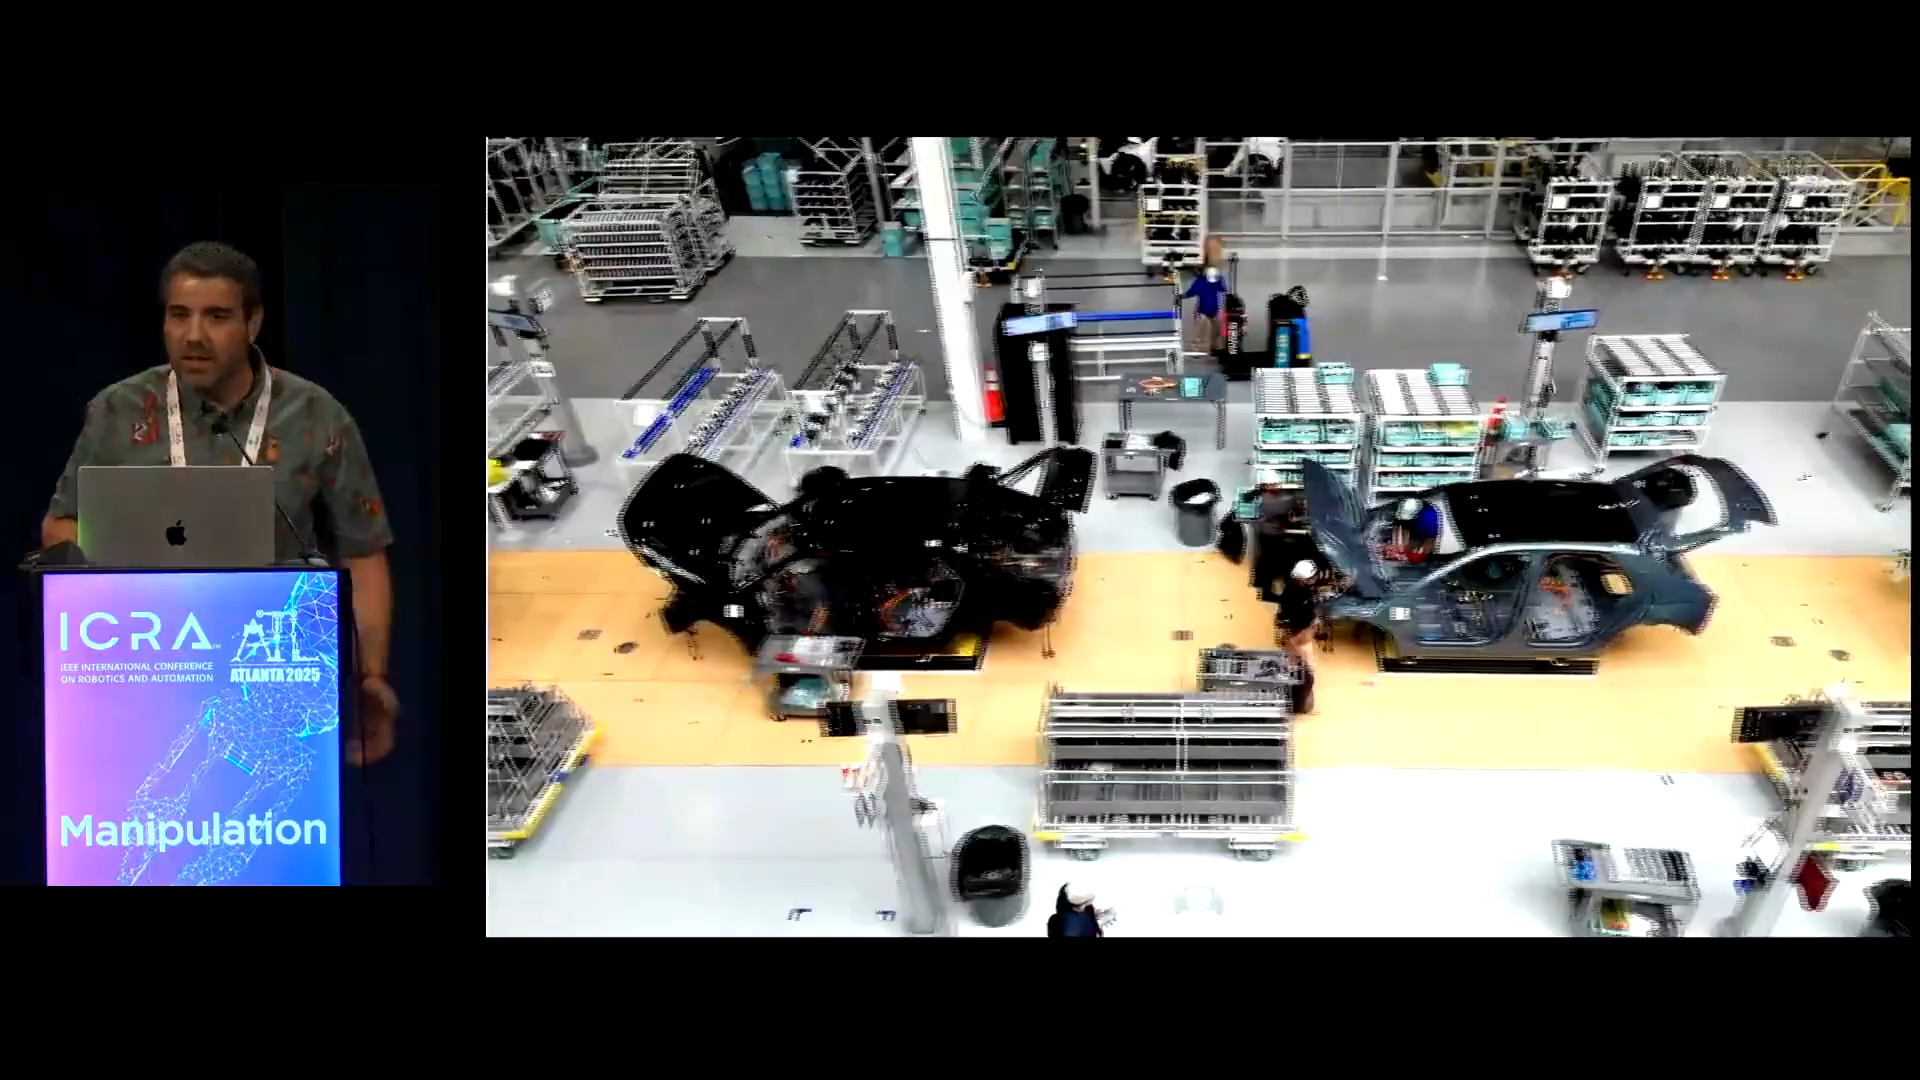 ICRA
IEEE INTERNATIONAL CONFERENCE
ON ROBOTICS AND AUTOMATION
ATL
ATLANTA 2025
Manipulation